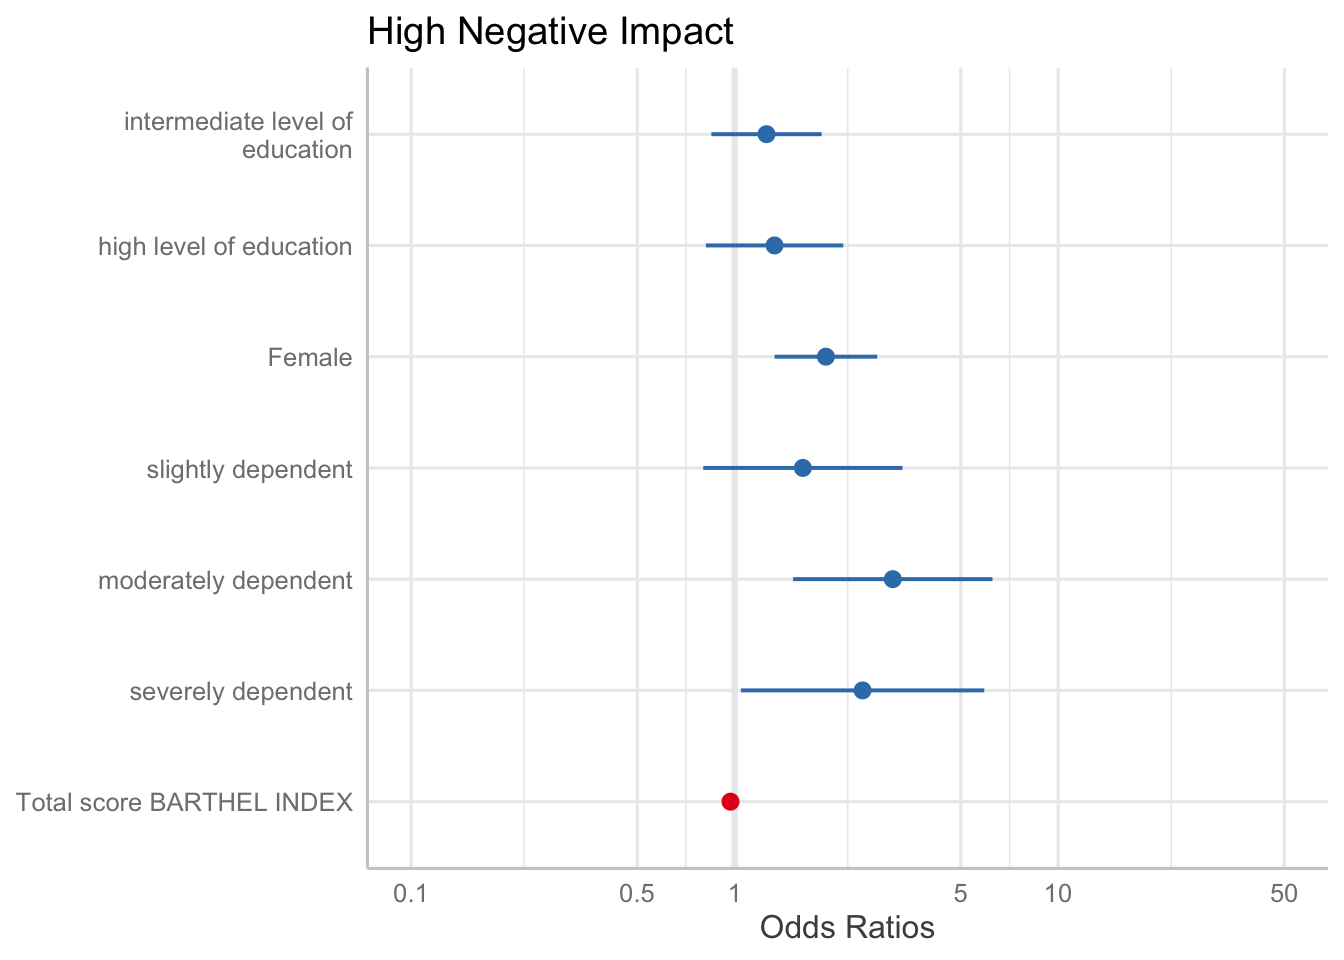 High Negative Impact
intermediate level of
education
high level of education
Female
slightly dependent
moderately dependent
severely dependent
Total score BARTHEL INDEX
0.1 0.5 1 5 10 50
Odds Ratios